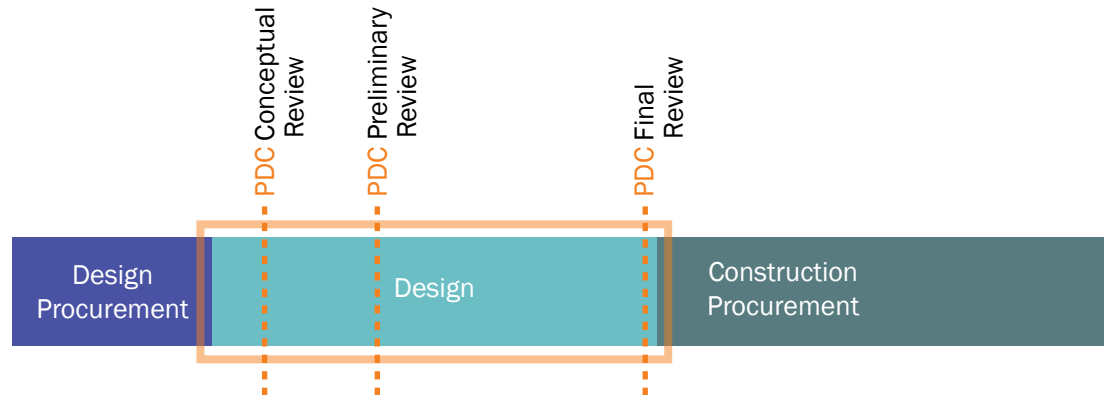 PDC Conceptual
Review
PDC Preliminary
Review
PDC Final
Review
Design
Procurement
Design
Construction
Procurement